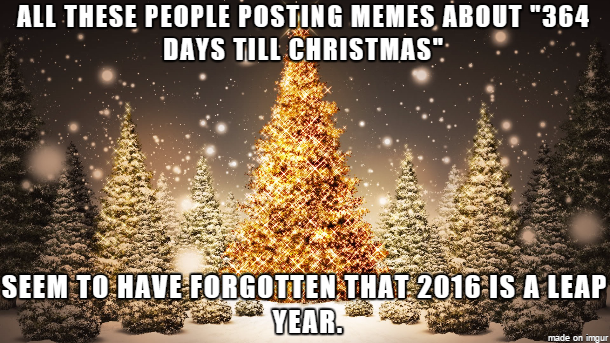 ALL THESE PEOPLE POSTING MEMES ABOUT "364
DAYS TILL CHRISTMAS"
SEEM TO HAVE FORGOTTEN THAT 2016 IS A LEAP
YEAR.
made on imgur